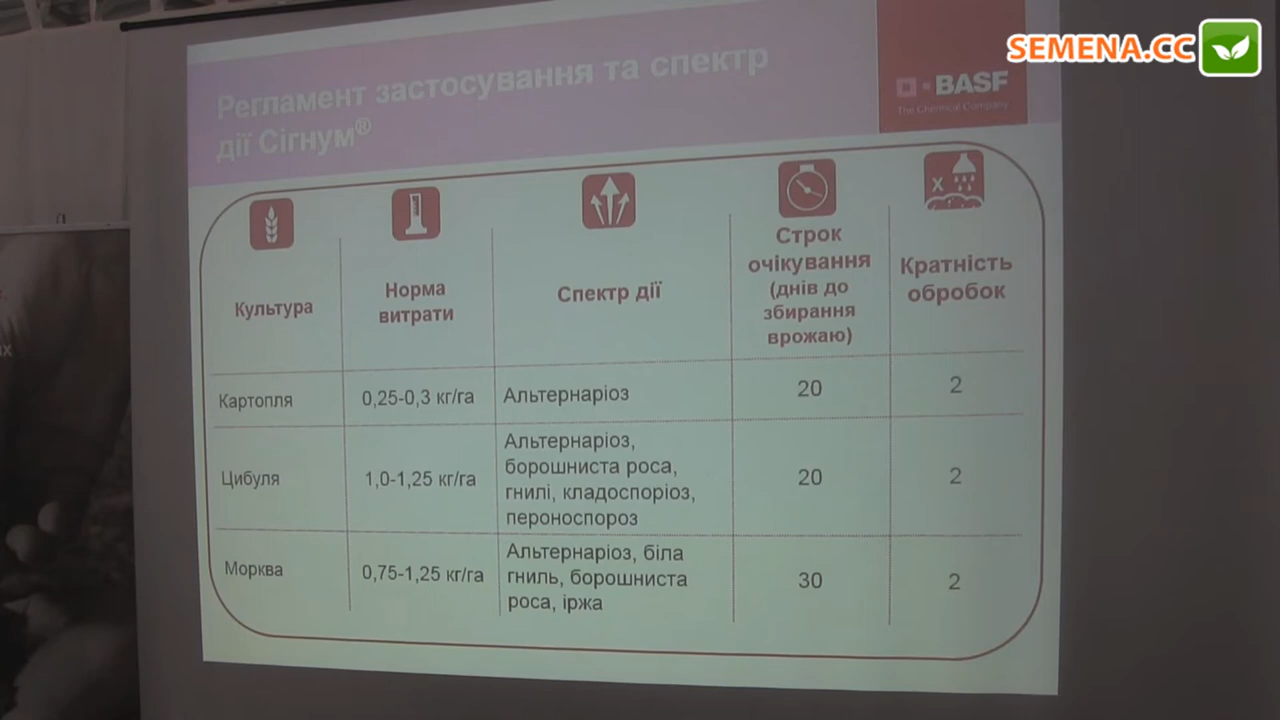 SEMENA.CC
Регламент застосування та спектр
дії Сігнум®
BASF
The Chemical Company
Культура
Норма
витрати
Спектр дії
Строк
очікування
(днів до
збирання
врожаю)
Кратність
обробок
Картопля
0,25-0,3 кг/га
Альтернаріоз
20
2
Цибуля
1,0-1,25 кг/га
Альтернаріоз,
борошниста роса,
гнилі, кладоспоріоз,
пероноспороз
20
2
Морква
0,75-1,25 кг/га
Альтернаріоз, біла
гниль, борошниста
роса, іржа
30
2